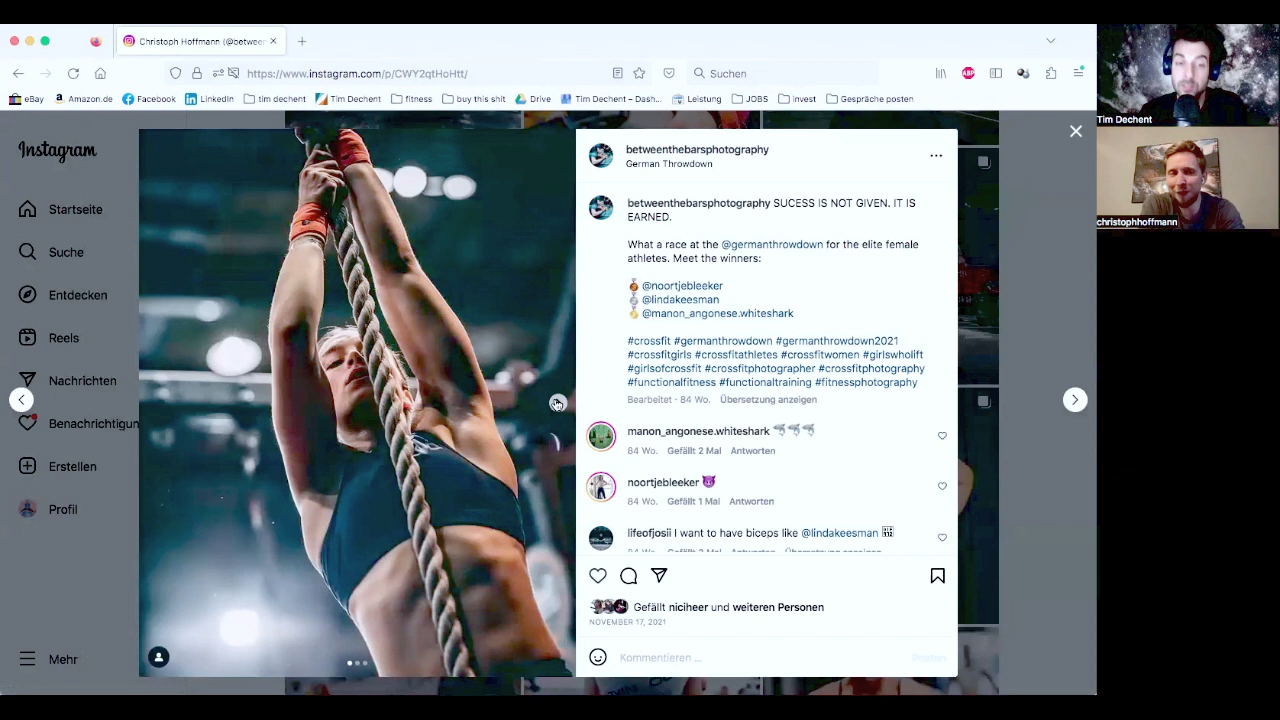 Christoph Hoffmann (@betwee
https://www.instagram.com/p/CWY2qtHoHtt/
Suchen
eBay
Amazon.de
Facebook
LinkedIn
tim dechent
Tim Dechent
fitness
buy this shit
Drive
Tim Dechent – Dash...
Leistung
JOBS
Invest
Gespräche posten
Tim Dechent
christophhoffmann
Instagram
Startseite
Suche
Entdecken
Reels
Nachrichten
Benachrichtigun
Erstellen
Profil
Mehr
betweenthebarsphotography
German Throwdown
betweenthebarsphotography SUCESS IS NOT GIVEN. IT IS
EARNED.
What a race at the @germanthrowdown for the elite female
athletes. Meet the winners:
@noortjebleeker
@lindakeesman
@manon_angonese.whiteshark
#crossfit #germanthrowdown #germanthrowdown2021
#crossfitgirls #crossfitathletes #crossfitwomen #girlswholift
#girlsofcrossfit #crossfitphotographer #crossfitphotography
#functionalfitness #functionaltraining #fitnessphotography
Bearbeitet · 84 Wo. Übersetzung anzeigen
manon_angonese.whiteshark 🦈🦈🦈
84 Wo. Gefällt 2 Mal Antworten
noortjebleeker 😈
84 Wo. Gefällt 1 Mal Antworten
lifeofjosii I want to have biceps like @lindakeesman
Gefällt niciheer und weiteren Personen
NOVEMBER 17, 2021
Kommentieren ...
Posten